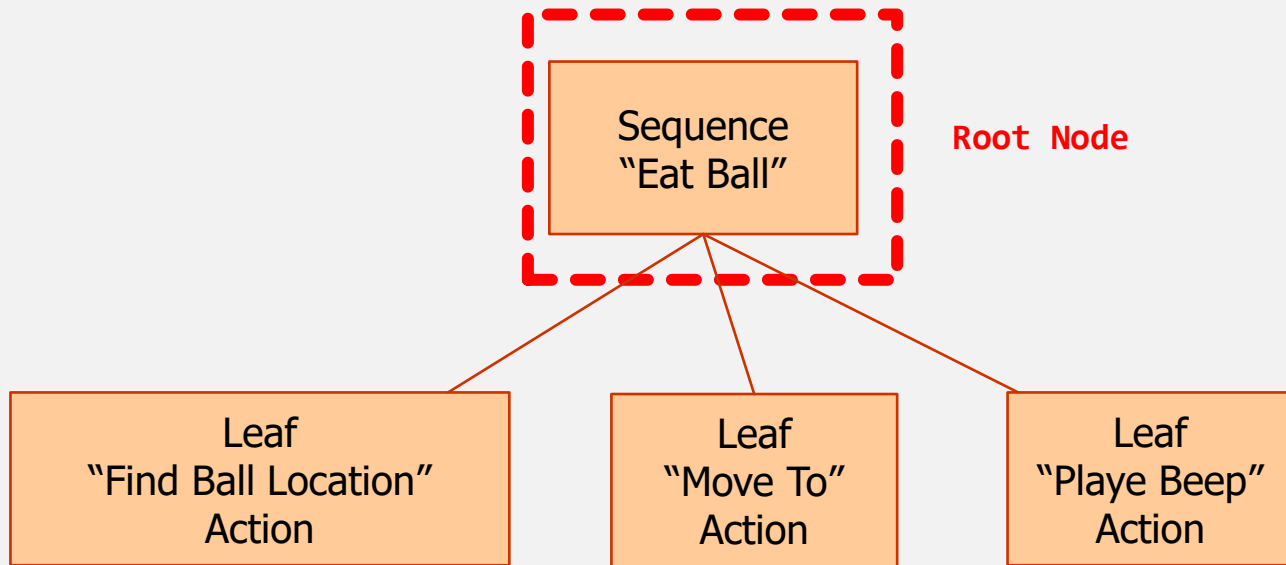 Sequence
“Eat Ball”
Root Node
Leaf
“Find Ball Location”
Action
Leaf
“Move To”
Action
Leaf
“Playe Beep”
Action